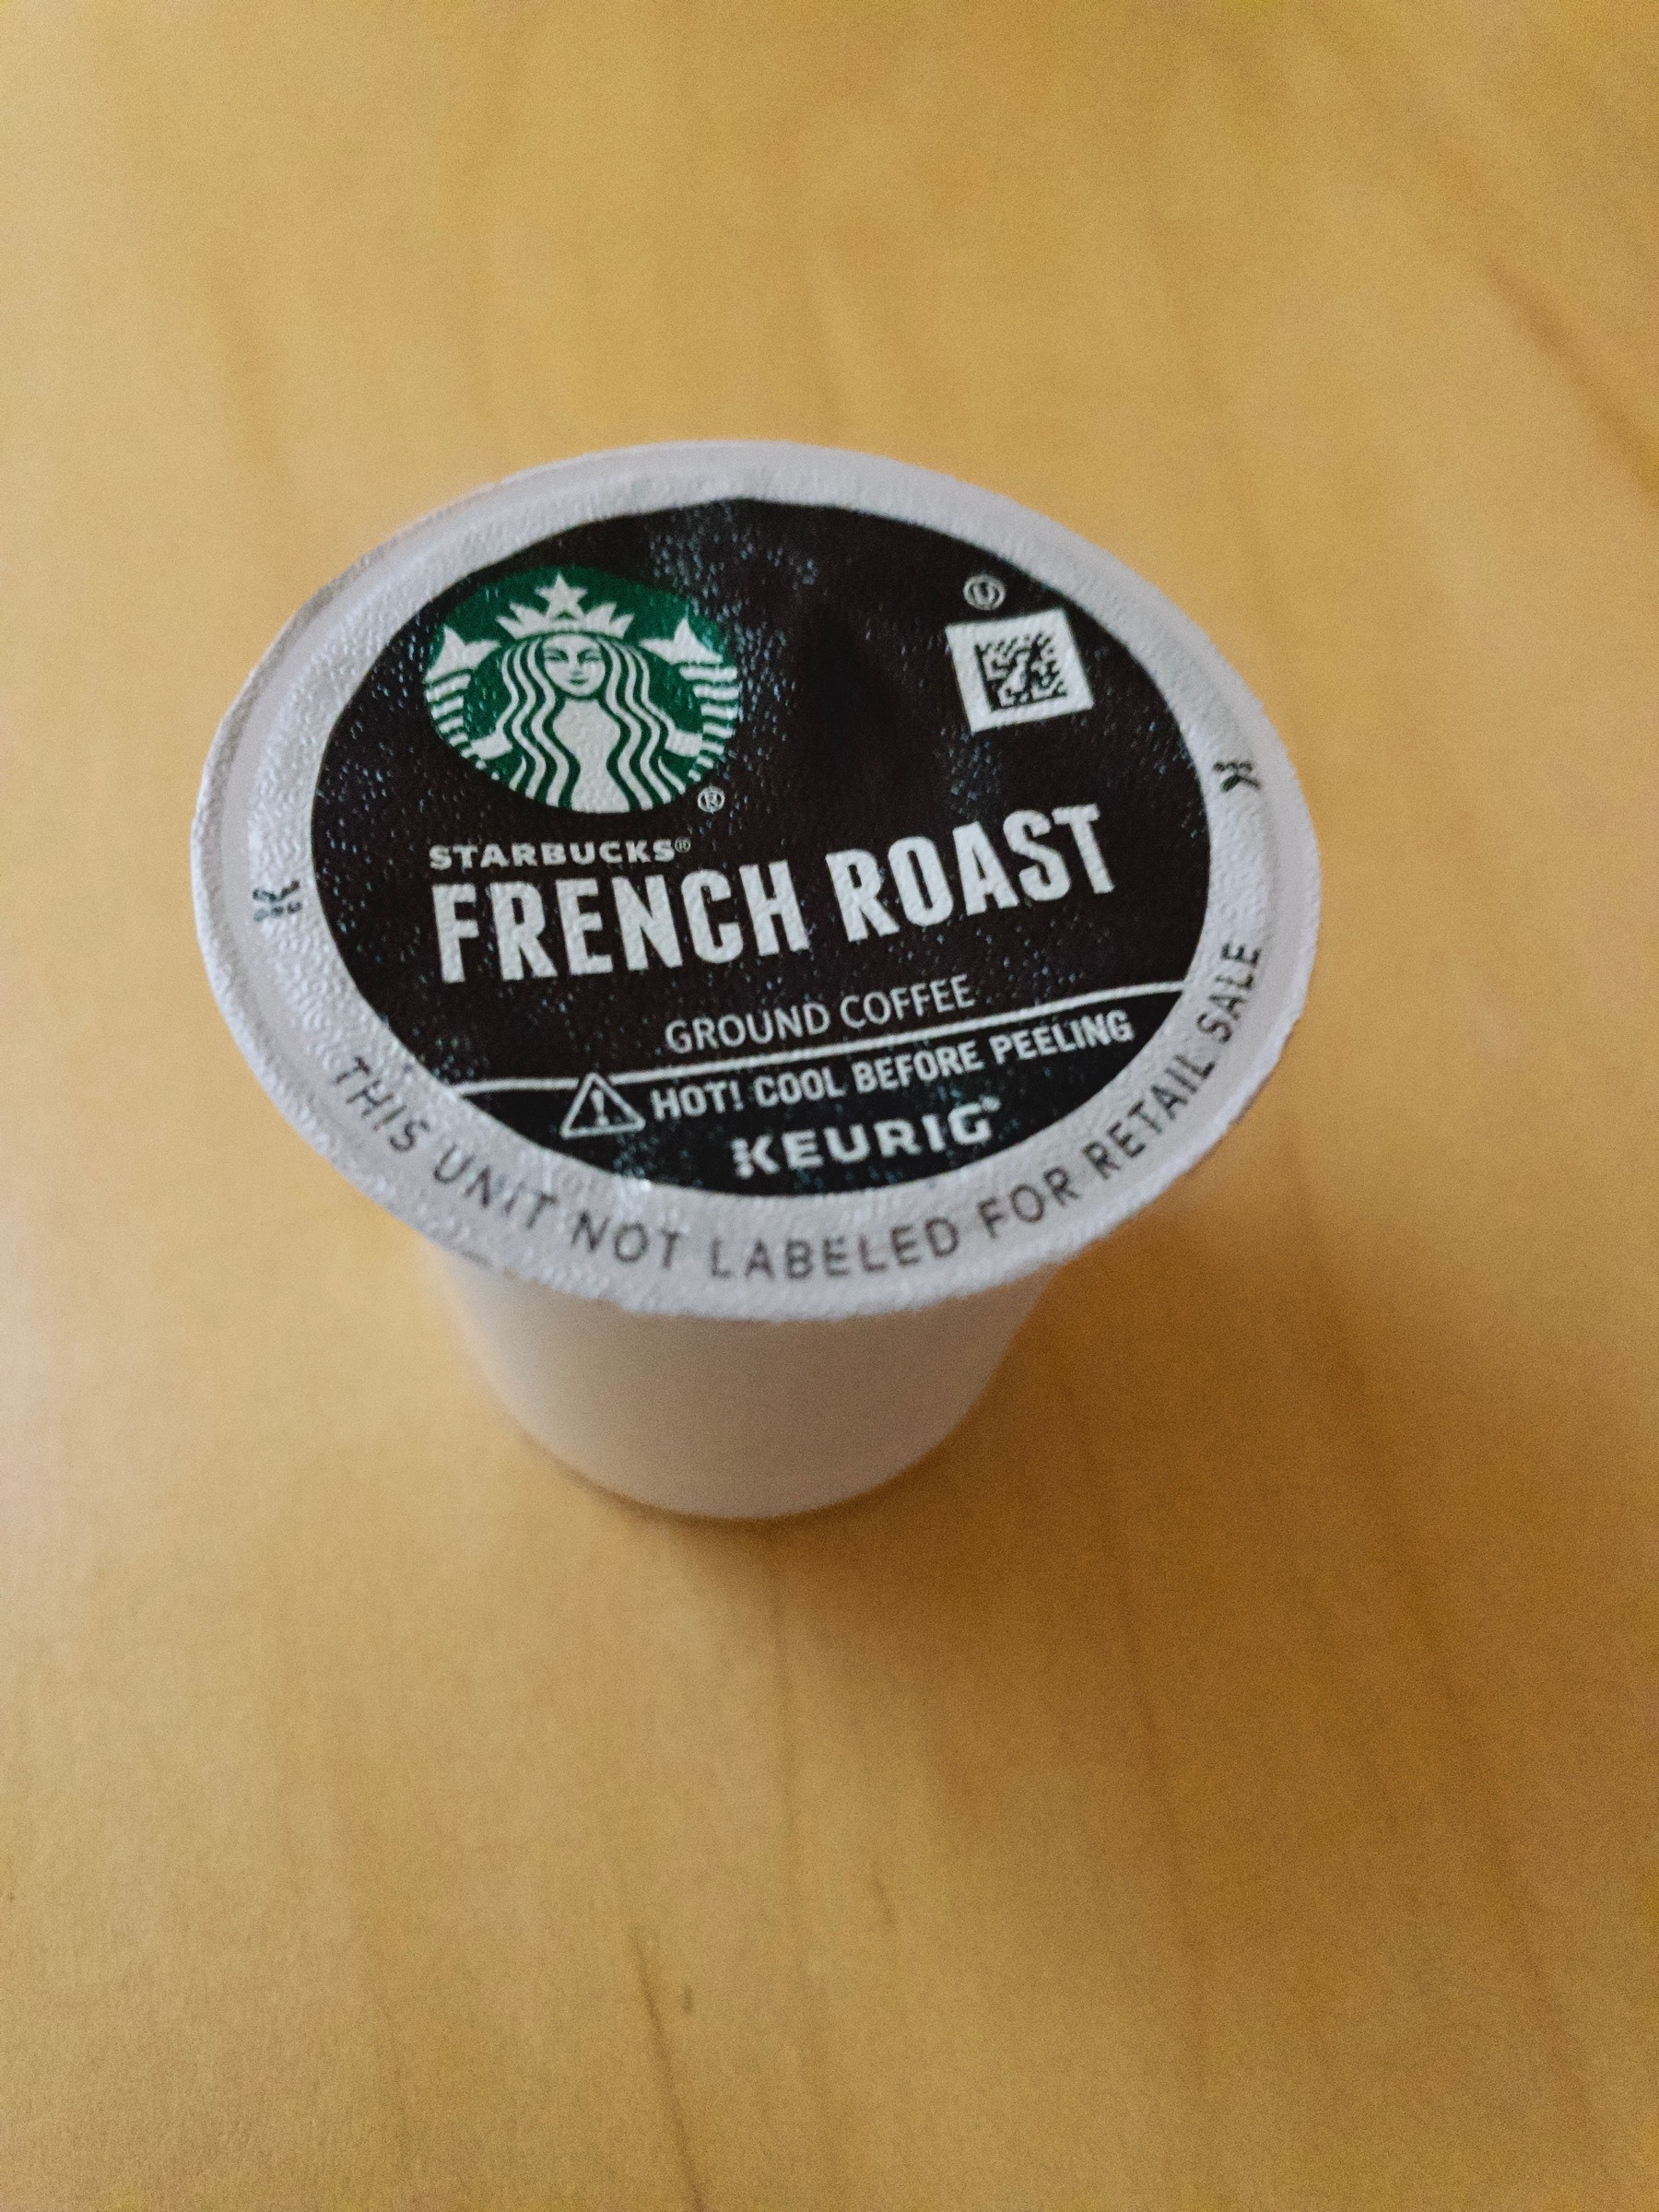 Ⓤ
®
STARBUCKS®
FRENCH ROAST
GROUND COFFEE
HOT! COOL BEFORE PEELING
KEURIG
THIS UNIT NOT LABELED FOR RETAIL SALE